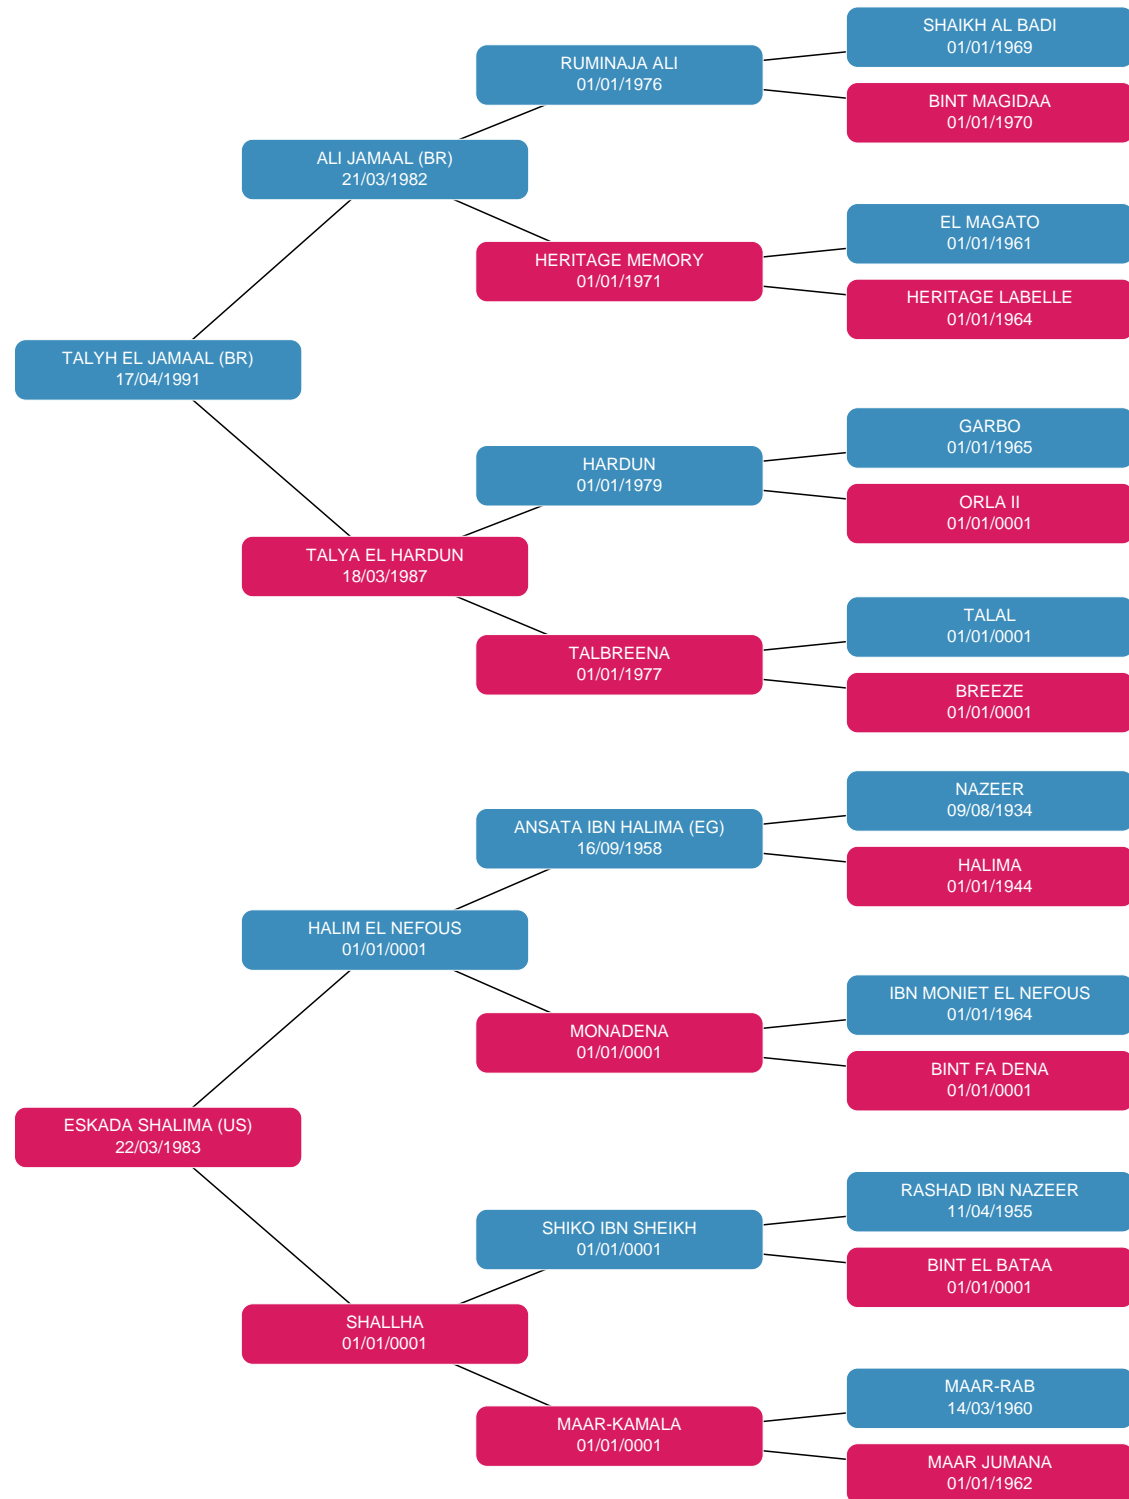 SHAIKH AL BADI
01/01/1969
RUMINAJA ALI
01/01/1976
BINT MAGIDAA
01/01/1970
ALI JAMAAL (BR)
21/03/1982
EL MAGATO
01/01/1961
HERITAGE MEMORY
01/01/1971
HERITAGE LABELLE
01/01/1964
TALYH EL JAMAAL (BR)
17/04/1991
GARBO
01/01/1965
HARDUN
01/01/1979
ORLA II
01/01/0001
TALYA EL HARDUN
18/03/1987
TALAL
01/01/0001
TALBREENA
01/01/1977
BREEZE
01/01/0001
NAZEER
09/08/1934
ANSATA IBN HALIMA (EG)
16/09/1958
HALIMA
01/01/1944
HALIM EL NEFOUS
01/01/0001
IBN MONIET EL NEFOUS
01/01/1964
MONADENA
01/01/0001
BINT FA DENA
01/01/0001
ESKADA SHALIMA (US)
22/03/1983
RASHAD IBN NAZEER
11/04/1955
SHIKO IBN SHEIKH
01/01/0001
BINT EL BATAA
01/01/0001
SHALLHA
01/01/0001
MAAR-RAB
14/03/1960
MAAR-KAMALA
01/01/0001
MAAR JUMANA
01/01/1962